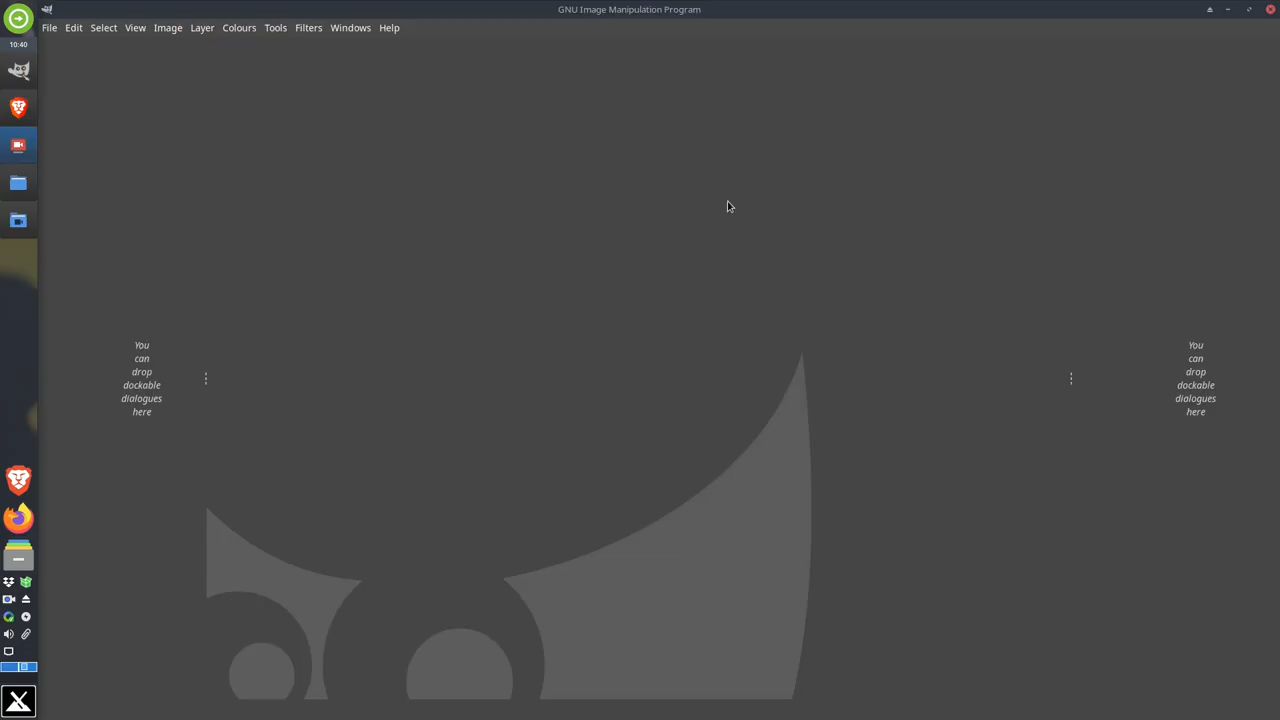 GNU Image Manipulation Program
File Edit Select View Image Layer Colours Tools Filters Windows Help
10:40
You
can
drop
dockable
dialogues
here
You
can
drop
dockable
dialogues
here